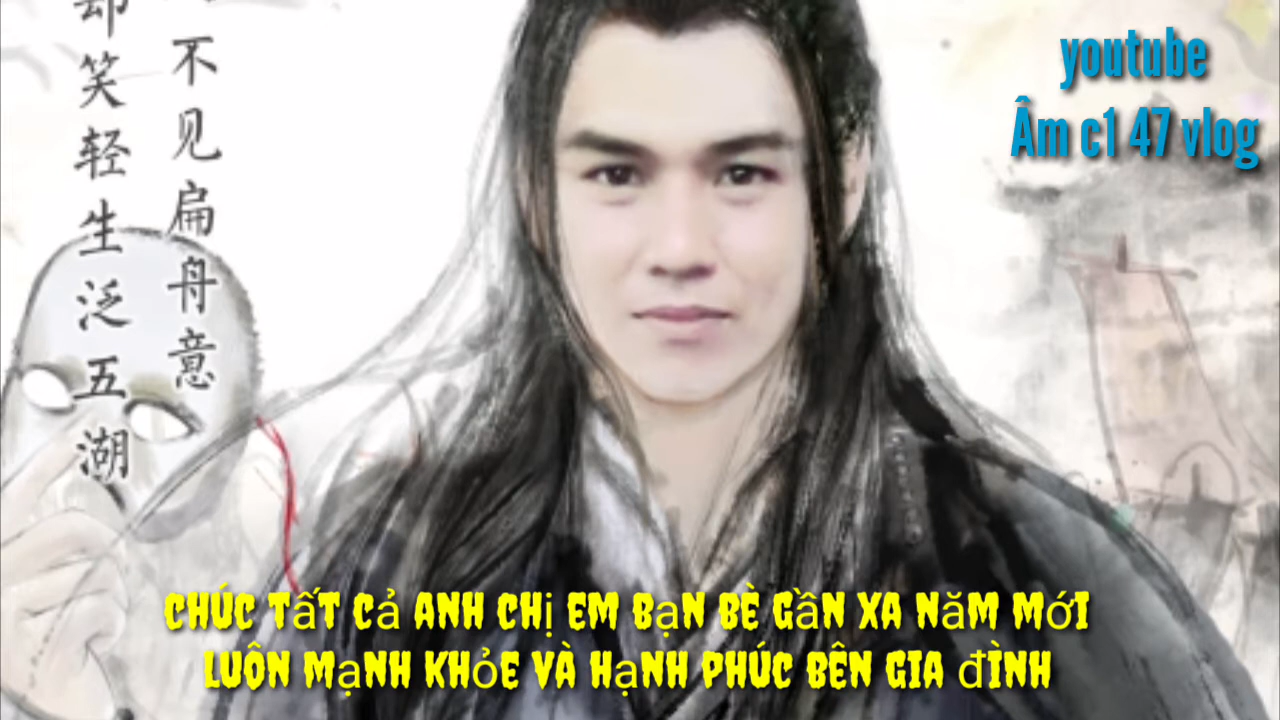 不见扁舟意
却笑轻生泛五湖
youtube
Âm c1 47 vlog
CHÚC TẤT CẢ ANH CHỊ EM BẠN BÈ GẦN XA NĂM MỚI
LUÔN MẠNH KHỎE VÀ HẠNH PHÚC BÊN GIA ĐÌNH